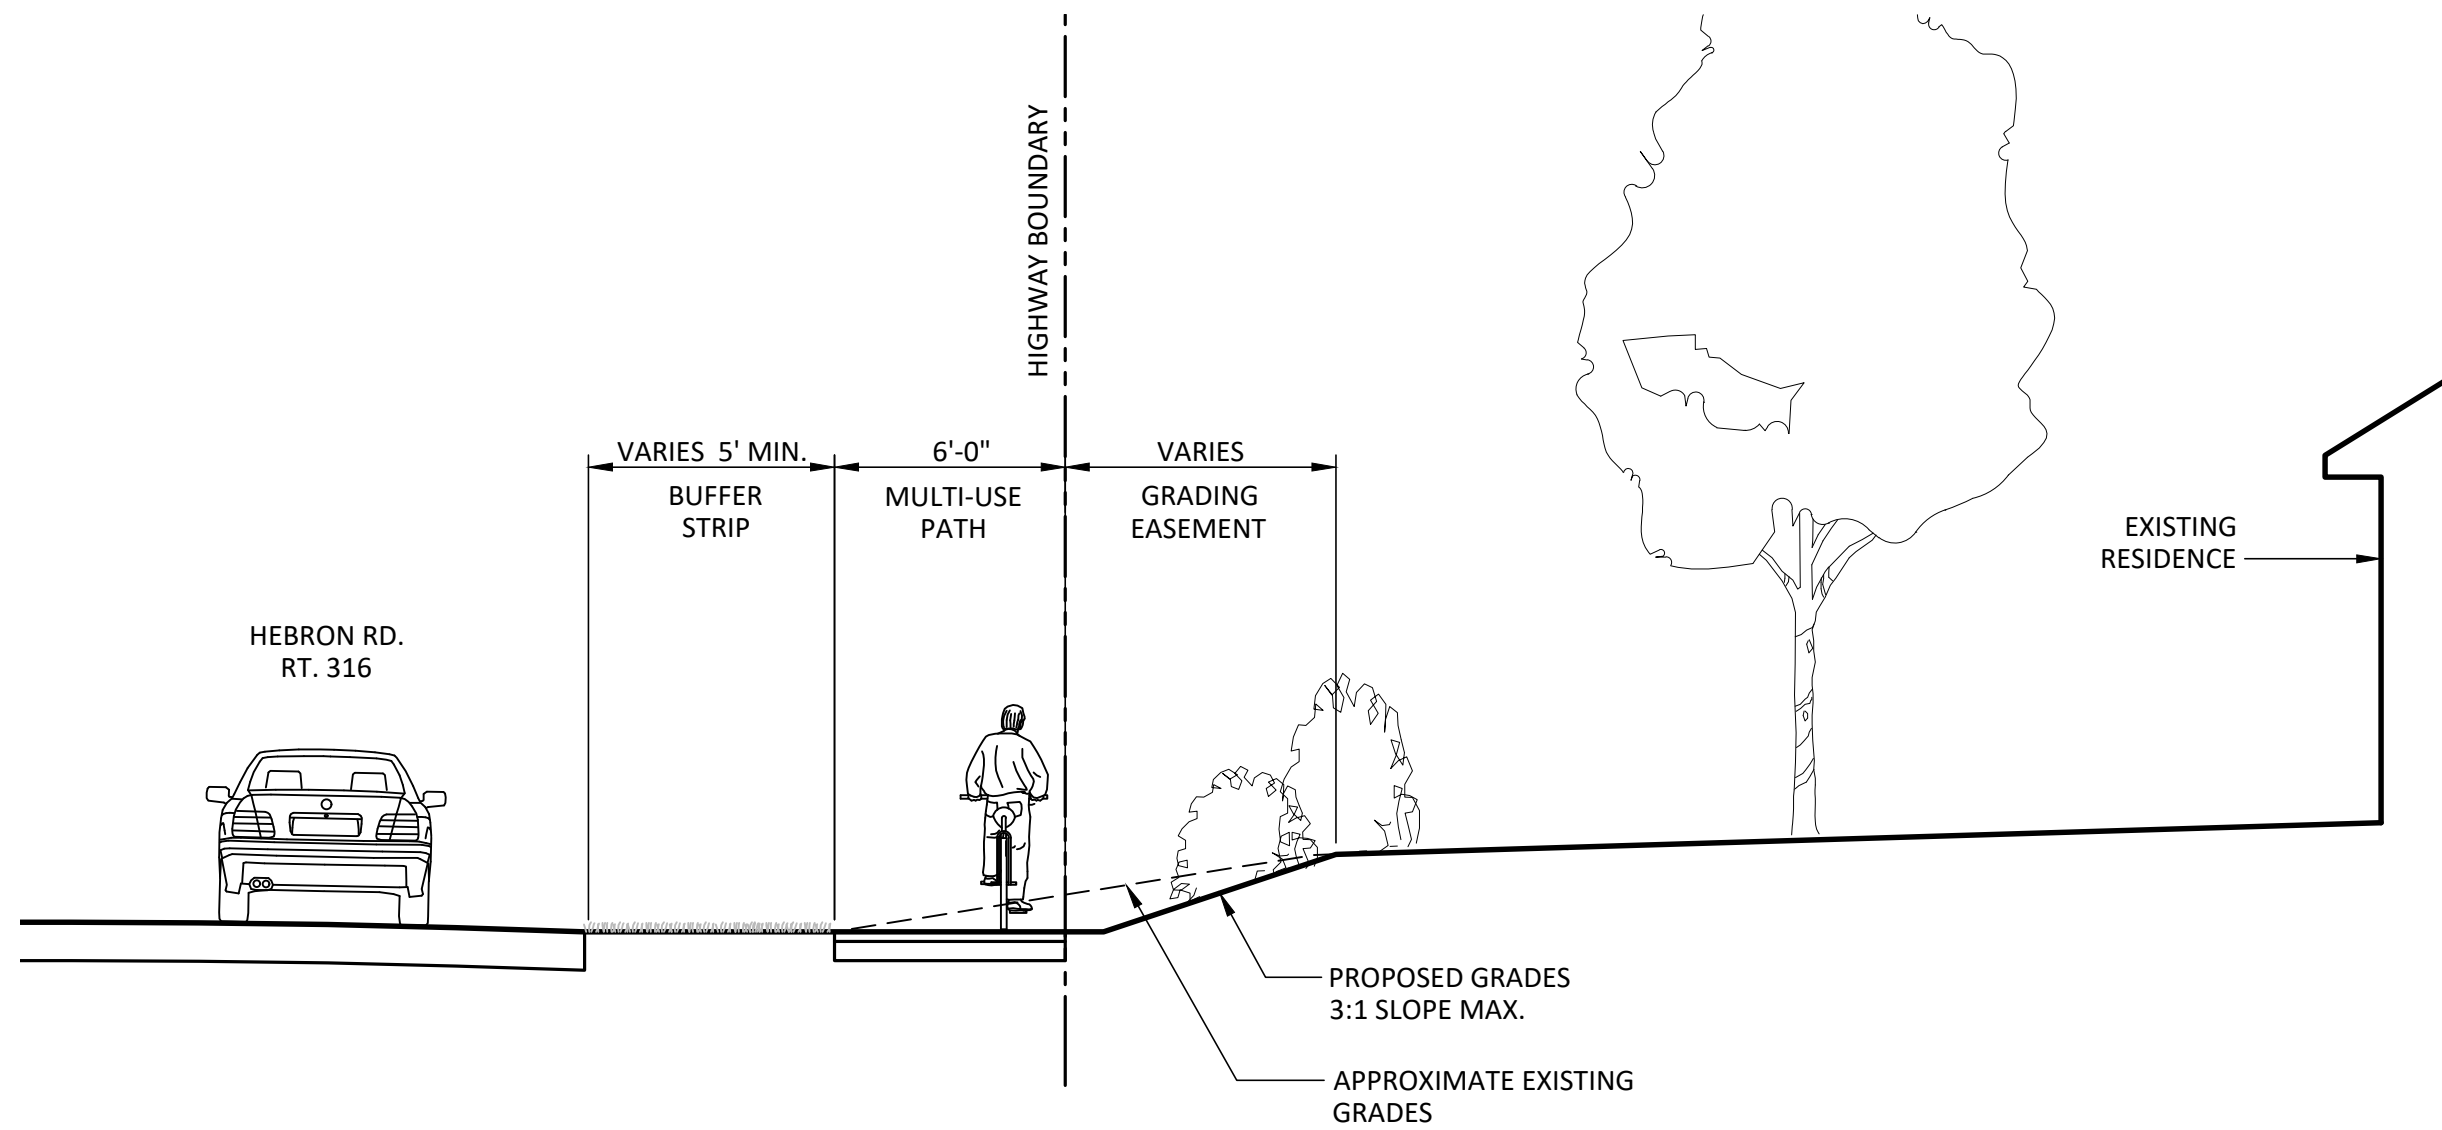 HIGHWAY BOUNDARY
VARIES  5' MIN.
6'-0"
VARIES
BUFFER
STRIP
MULTI-USE
PATH
GRADING
EASEMENT
EXISTING
RESIDENCE
HEBRON RD.
RT. 316
PROPOSED GRADES
3:1 SLOPE MAX.
APPROXIMATE EXISTING
GRADES